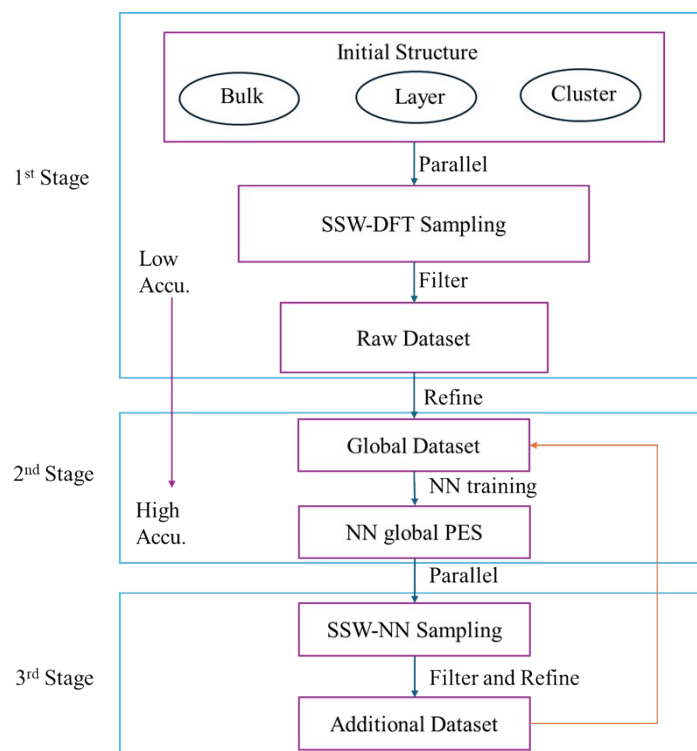 Initial Structure
Bulk
Layer
Cluster
Parallel
1st Stage
SSW-DFT Sampling
Low
Accu.
Filter
Raw Dataset
Refine
Global Dataset
2nd Stage
NN training
High
Accu.
NN global PES
Parallel
SSW-NN Sampling
3rd Stage
Filter and Refine
Additional Dataset